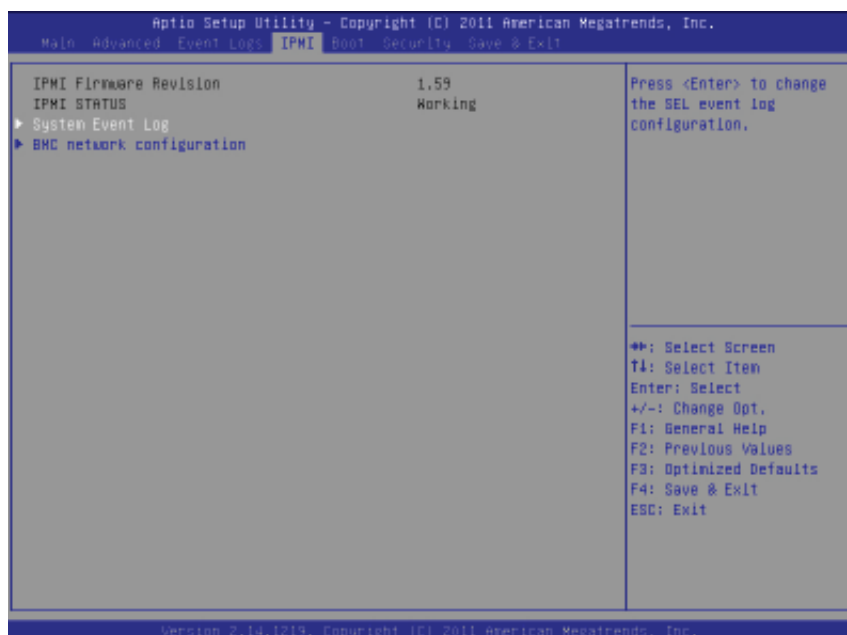 Aptio Setup Utility – Copyright (C) 2011 American Megatrends, Inc.
Main Advanced Event Logs IPMI Boot Security Save & Exit
IPMI Firmware Revision 1.59
IPMI STATUS Working
► System Event Log
► BMC network configuration
Press <Enter> to change
the SEL event log
configuration.
→←: Select Screen
↑↓: Select Item
Enter: Select
+/-: Change Opt.
F1: General Help
F2: Previous Values
F3: Optimized Defaults
F4: Save & Exit
ESC: Exit
Version 2.14.1219. Copyright (C) 2011 American Megatrends, Inc.